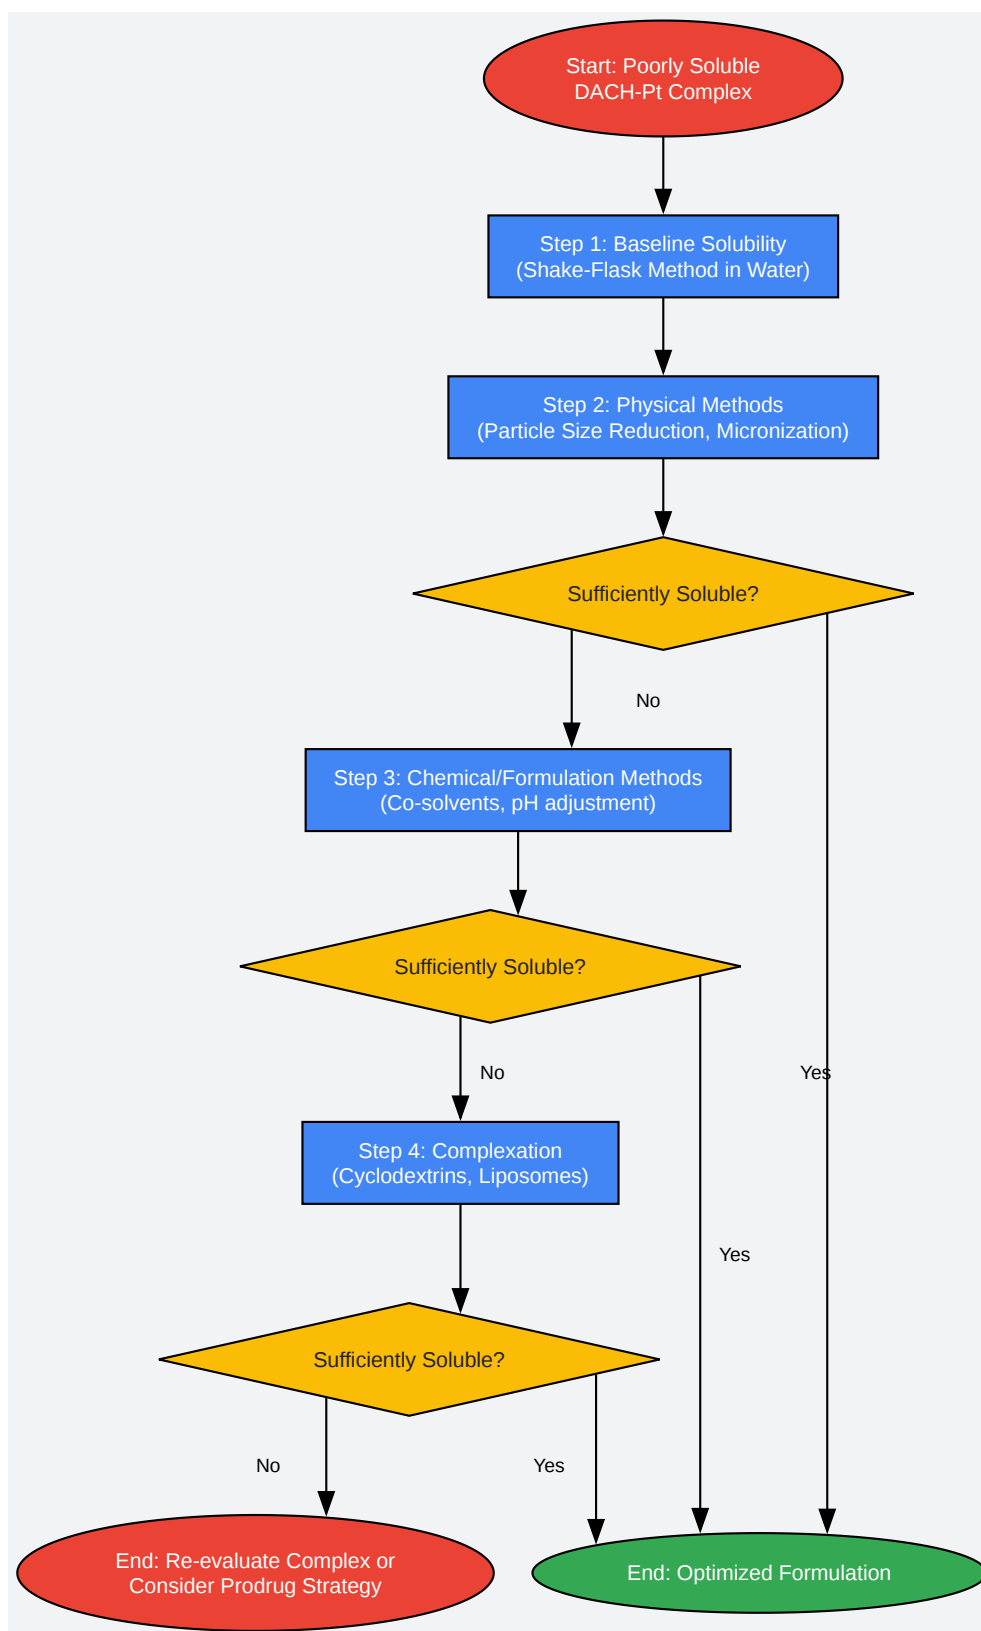 Start: Poorly Soluble
DACH-Pt Complex
Step 1: Baseline Solubility
(Shake-Flask Method in Water)
Step 2: Physical Methods
(Particle Size Reduction, Micronization)
Sufficiently Soluble?
No
Step 3: Chemical/Formulation Methods
(Co-solvents, pH adjustment)
Sufficiently Soluble?
No
Yes
Step 4: Complexation
(Cyclodextrins, Liposomes)
Yes
Sufficiently Soluble?
No
Yes
End: Re-evaluate Complex or
Consider Prodrug Strategy
End: Optimized Formulation